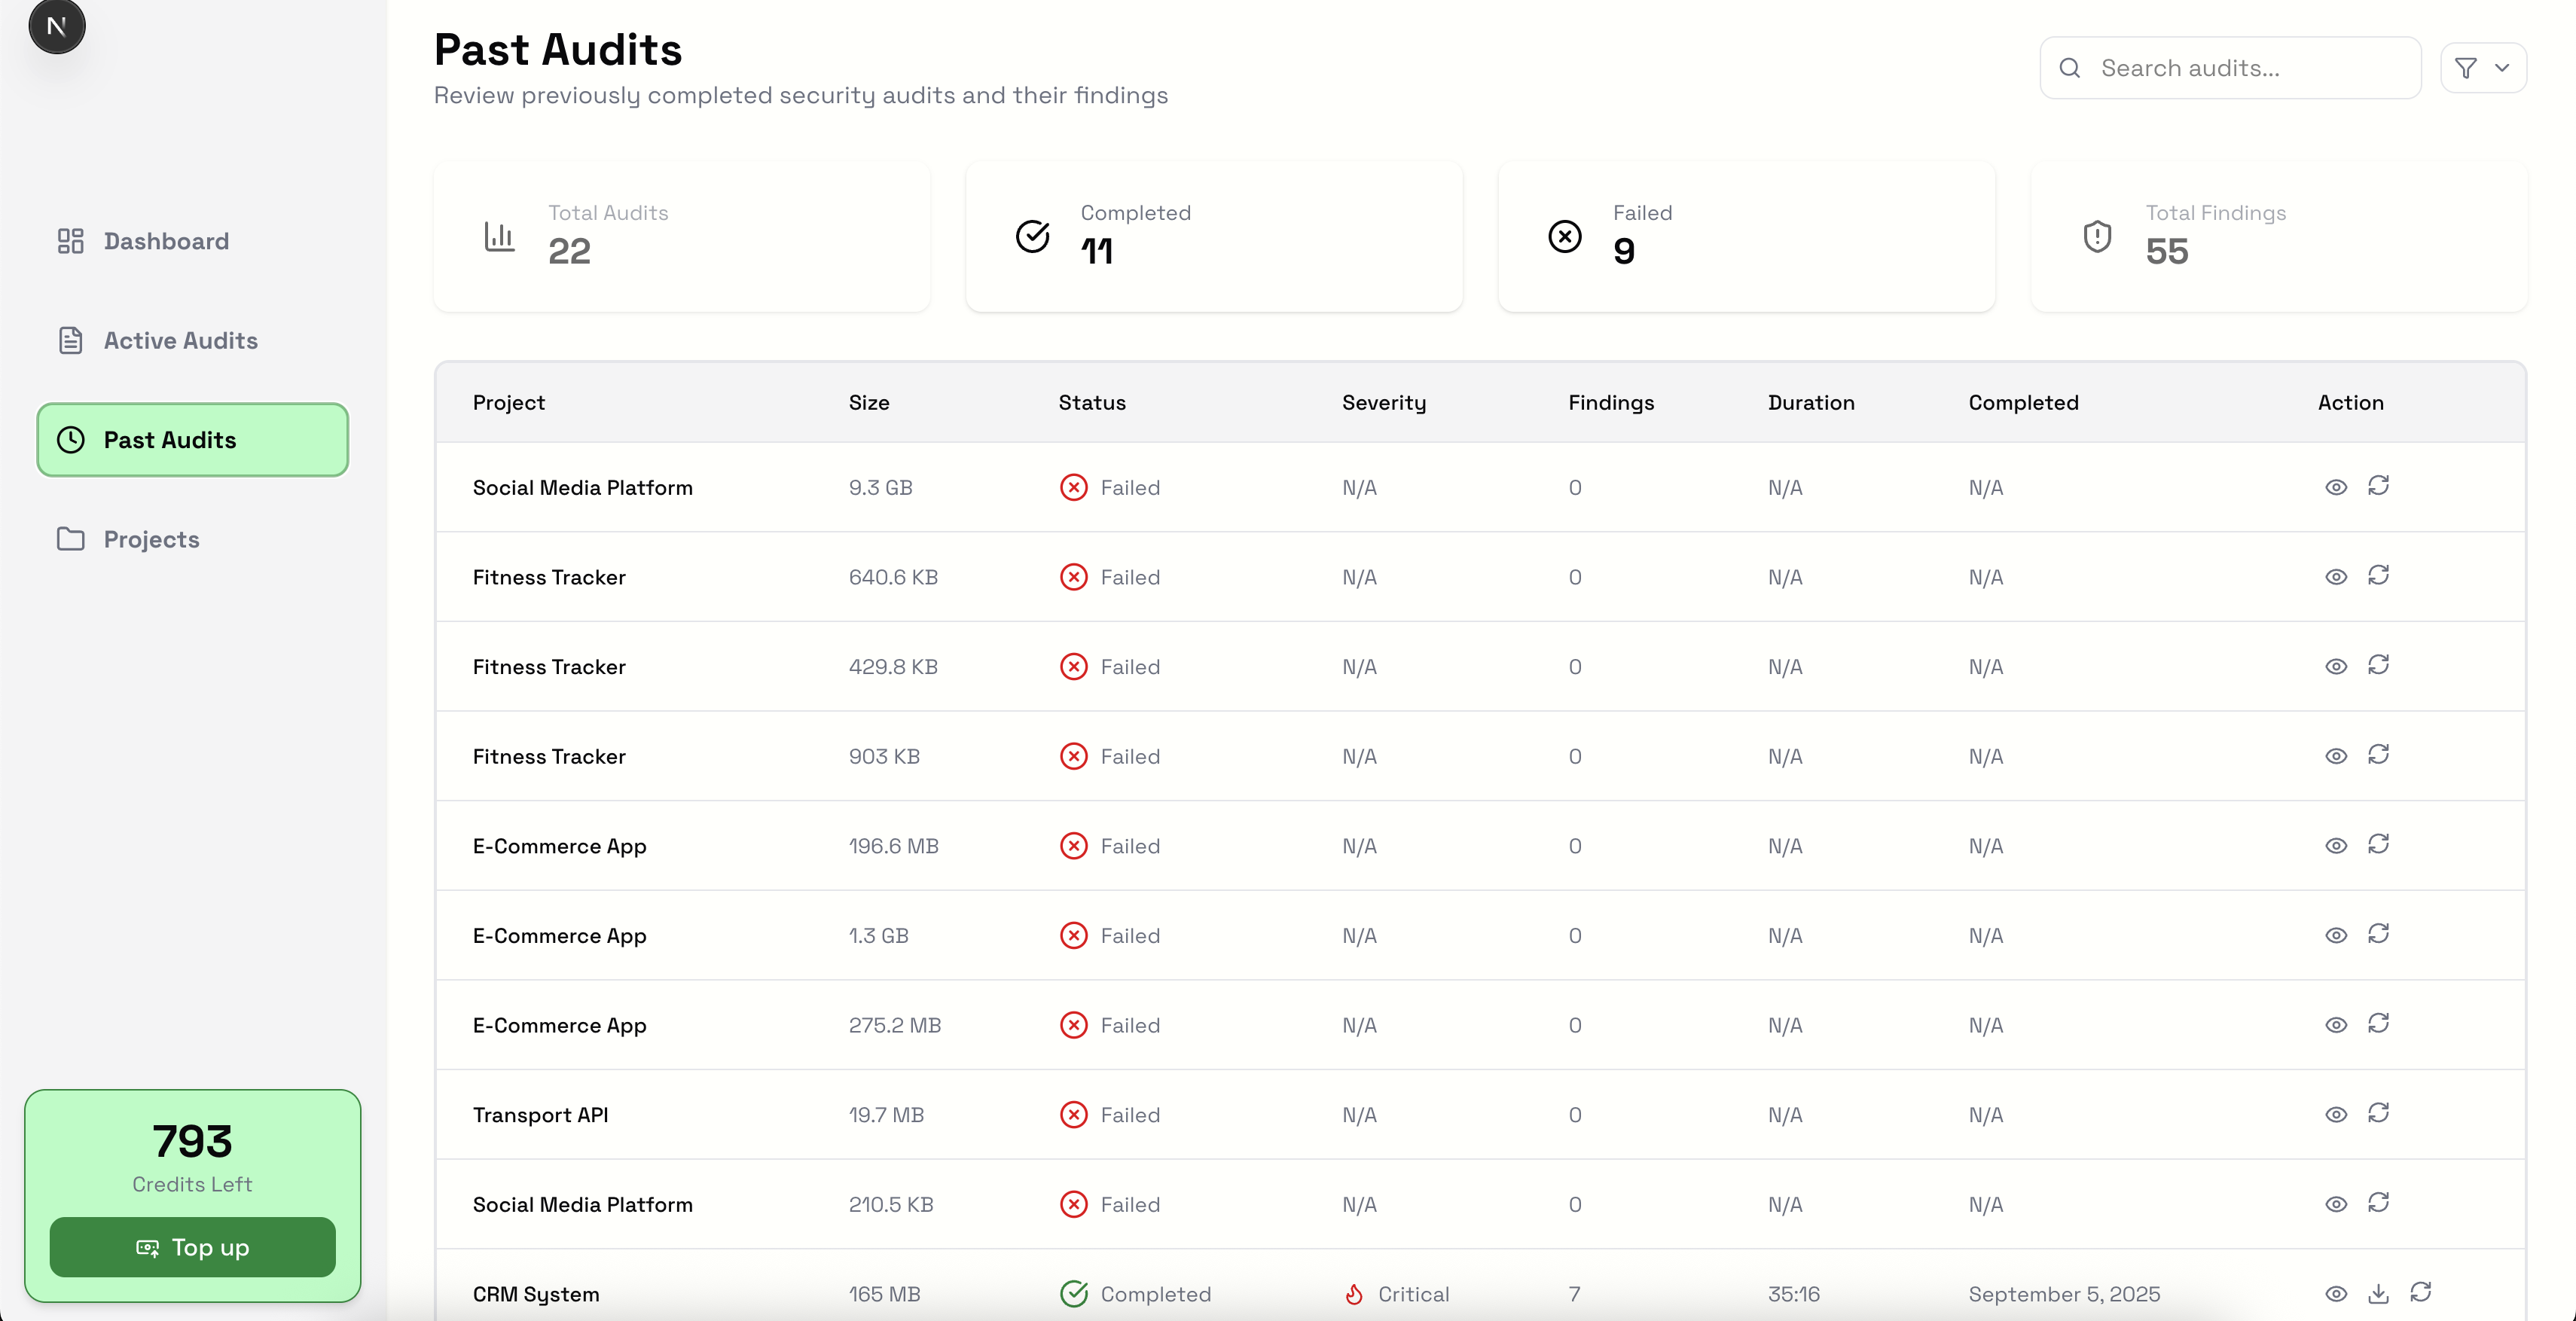 N
Dashboard
Active Audits
Past Audits
Projects
793
Credits Left
Top up
Past Audits
Review previously completed security audits and their findings
Search audits...
Total Audits
22
Completed
11
Failed
9
Total Findings
55
Project Size Status Severity Findings Duration Completed Action
Social Media Platform 9.3 GB Failed N/A 0 N/A N/A
Fitness Tracker 640.6 KB Failed N/A 0 N/A N/A
Fitness Tracker 429.8 KB Failed N/A 0 N/A N/A
Fitness Tracker 903 KB Failed N/A 0 N/A N/A
E-Commerce App 196.6 MB Failed N/A 0 N/A N/A
E-Commerce App 1.3 GB Failed N/A 0 N/A N/A
E-Commerce App 275.2 MB Failed N/A 0 N/A N/A
Transport API 19.7 MB Failed N/A 0 N/A N/A
Social Media Platform 210.5 KB Failed N/A 0 N/A N/A
CRM System 165 MB Completed Critical 7 35:16 September 5, 2025